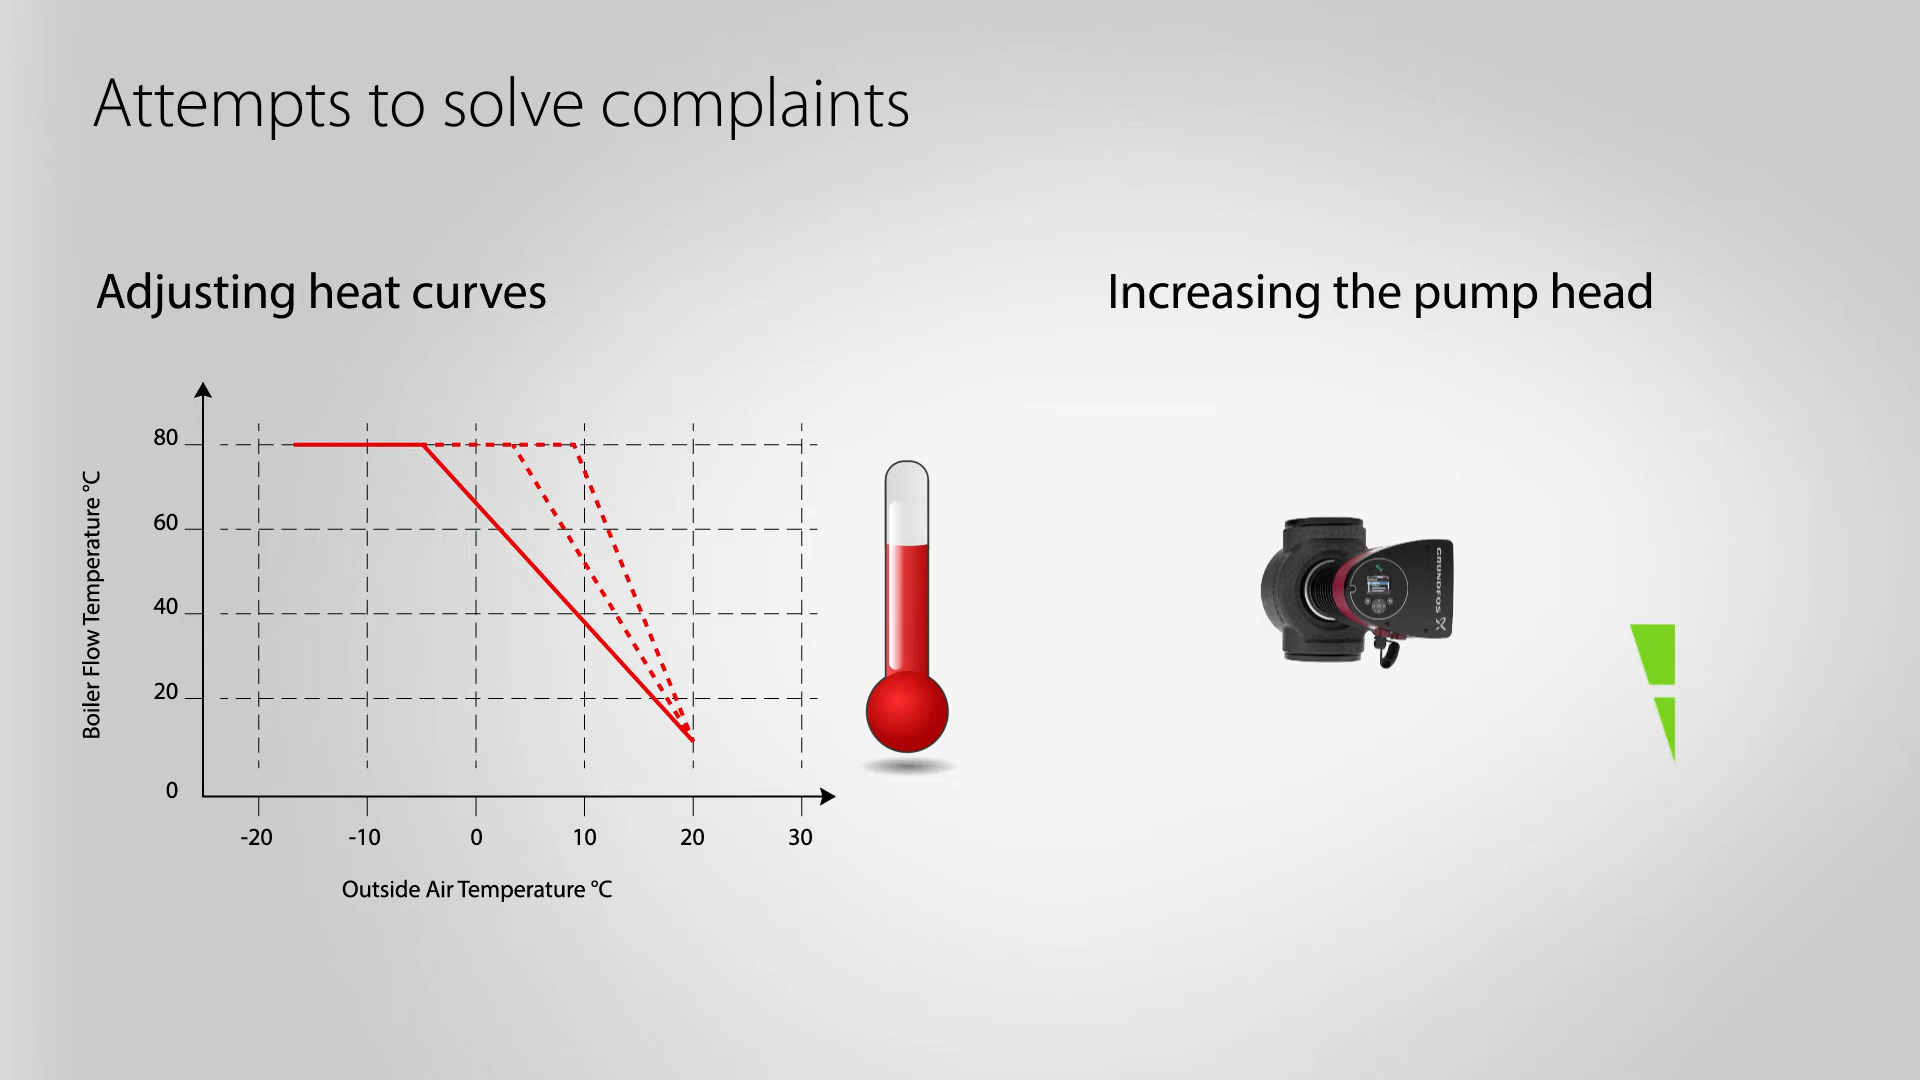 Attempts to solve complaints
Adjusting heat curves
Increasing the pump head
Boiler Flow Temperature °C
80
60
40
20
0
-20 -10 0 10 20 30
Outside Air Temperature °C
GRUNDFOS